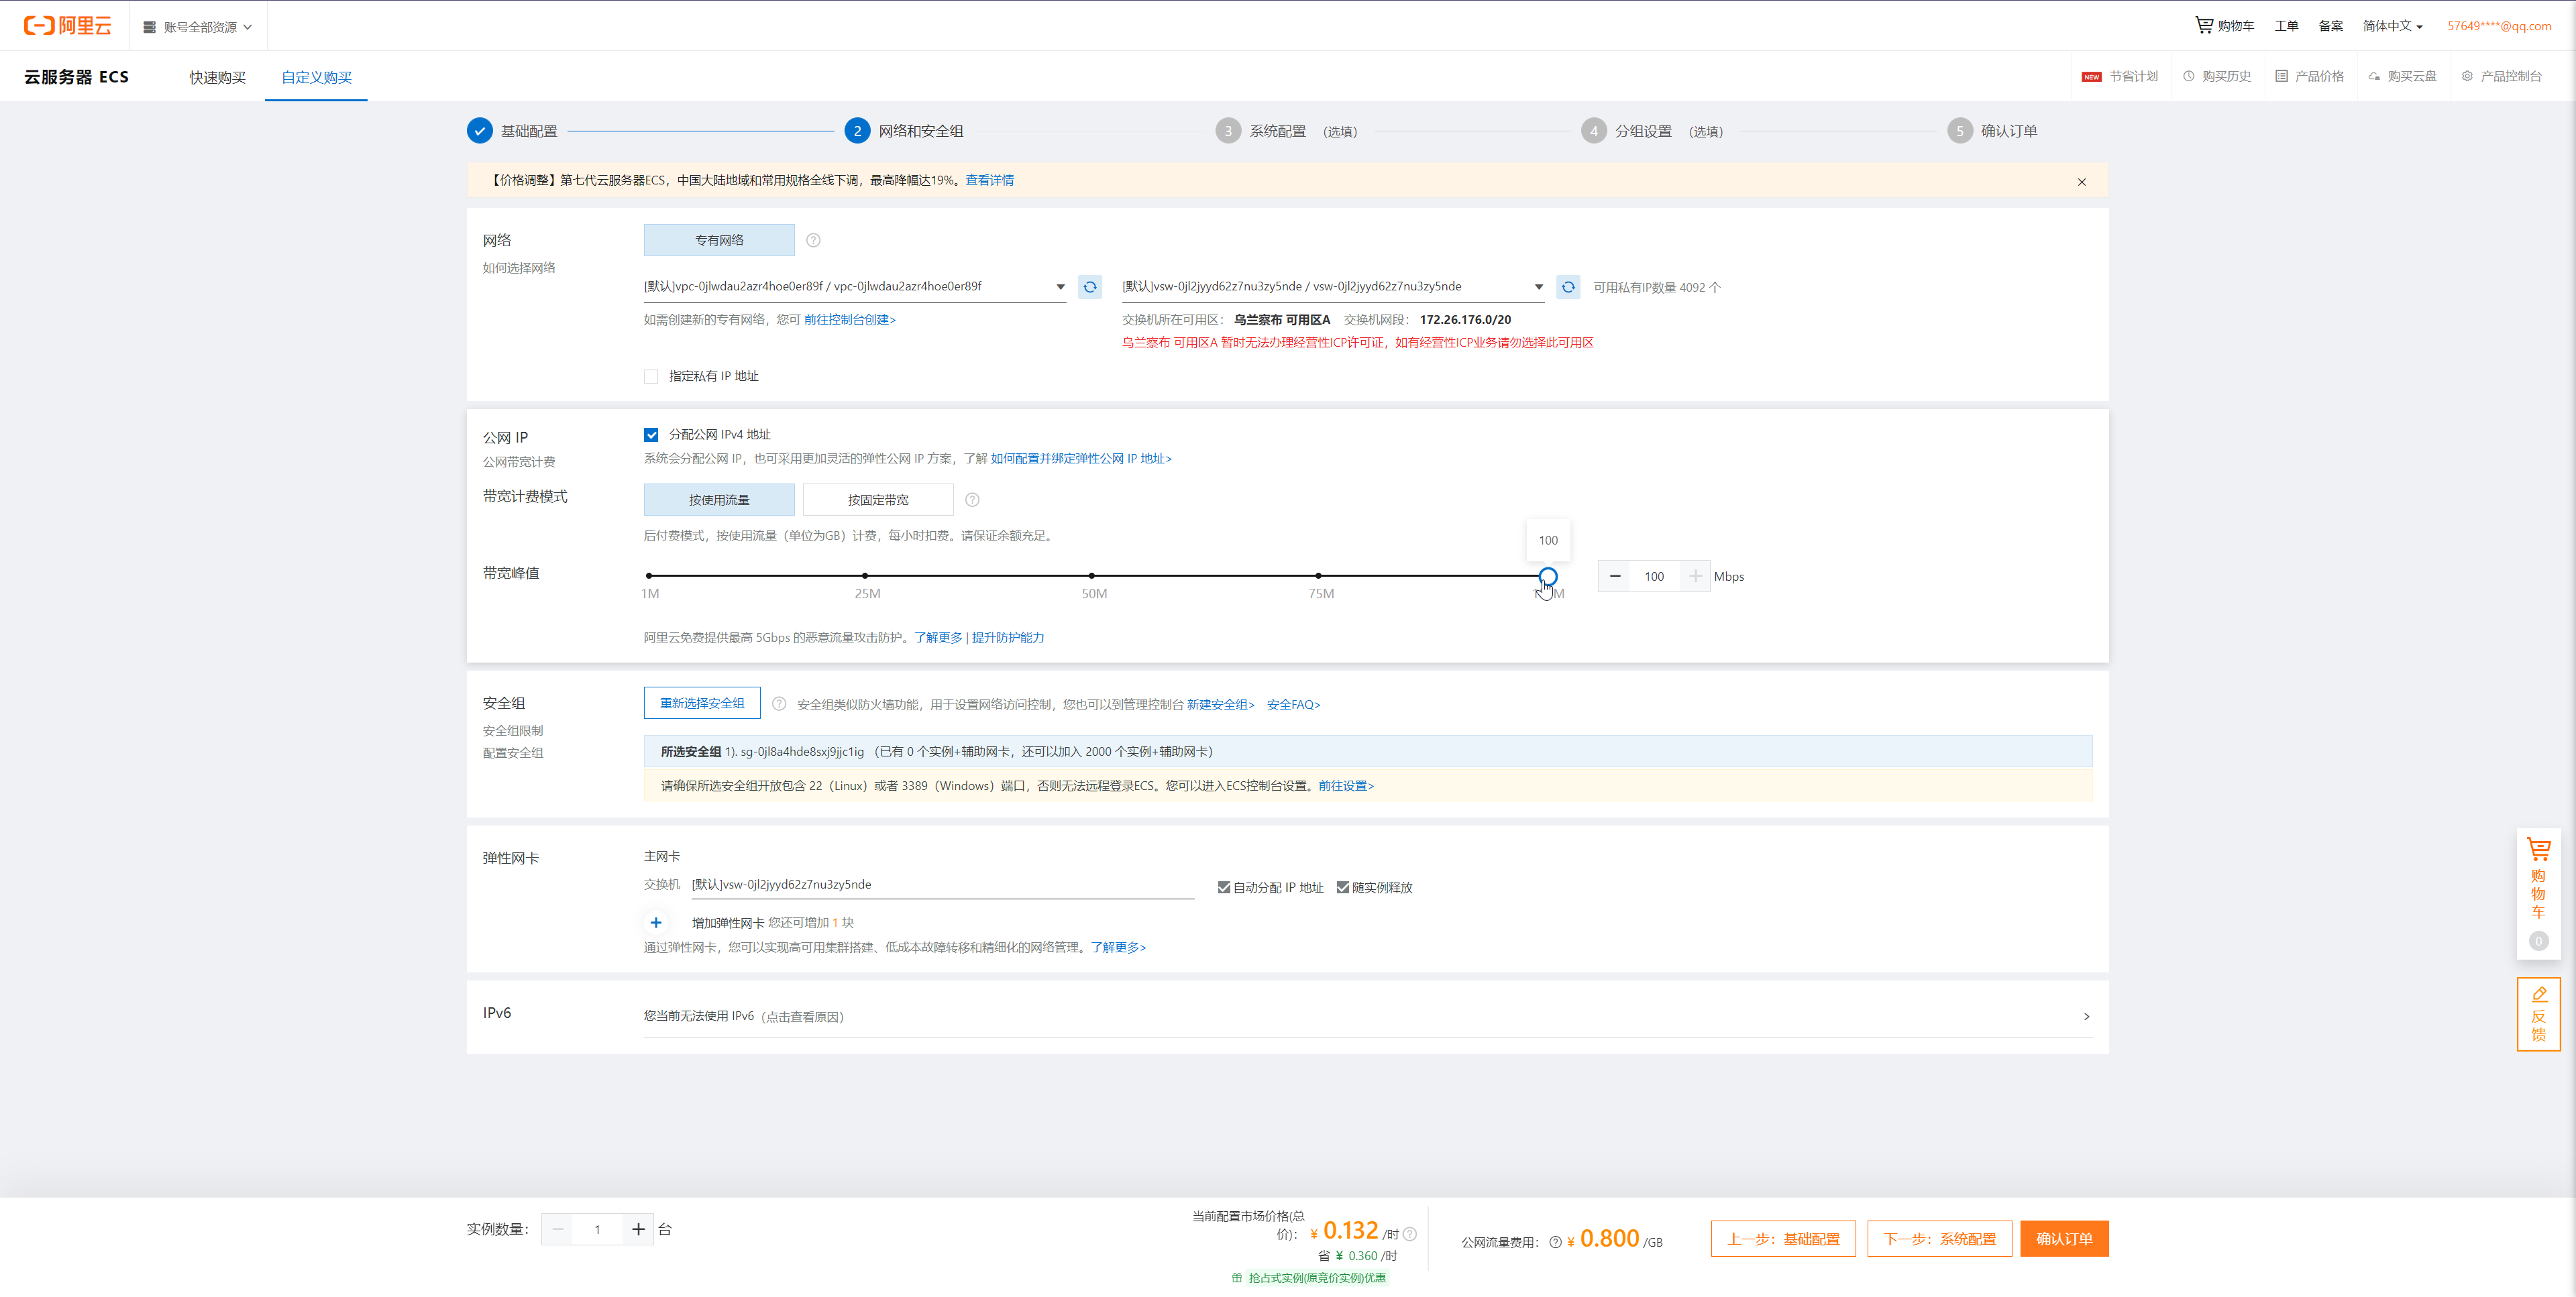 阿里云
账号全部资源
购物车
工单
备案
简体中文
57649****@qq.com
云服务器 ECS
快速购买
自定义购买
NEW 节省计划
购买历史
产品价格
购买云盘
产品控制台
基础配置
2 网络和安全组
3 系统配置 (选填)
4 分组设置 (选填)
5 确认订单
【价格调整】第七代云服务器ECS，中国大陆地域和常用规格全线下调，最高降幅达19%。查看详情
网络
如何选择网络
专有网络
[默认]vpc-0jlwdau2azr4hoe0er89f / vpc-0jlwdau2azr4hoe0er89f
[默认]vsw-0jl2jyyd62z7nu3zy5nde / vsw-0jl2jyyd62z7nu3zy5nde
可用私有IP数量 4092 个
如需创建新的专有网络，您可 前往控制台创建>
交换机所在可用区： 乌兰察布 可用区A 交换机网段： 172.26.176.0/20
乌兰察布 可用区A 暂时无法办理经营性ICP许可证，如有经营性ICP业务请勿选择此可用区
指定私有 IP 地址
公网 IP
公网带宽计费
分配公网 IPv4 地址
系统会分配公网 IP，也可采用更加灵活的弹性公网 IP 方案，了解 如何配置并绑定弹性公网 IP 地址>
带宽计费模式
按使用流量
按固定带宽
后付费模式，按使用流量（单位为GB）计费，每小时扣费。请保证余额充足。
100
带宽峰值
1M
25M
50M
75M
100 Mbps
阿里云免费提供最高 5Gbps 的恶意流量攻击防护。了解更多 | 提升防护能力
安全组
安全组限制
配置安全组
重新选择安全组
安全组类似防火墙功能，用于设置网络访问控制，您也可以到管理控制台 新建安全组> 安全FAQ>
所选安全组 1). sg-0jl8a4hde8sxj9jjc1ig （已有 0 个实例+辅助网卡，还可以加入 2000 个实例+辅助网卡）
请确保所选安全组开放包含 22（Linux）或者 3389（Windows）端口，否则无法远程登录ECS。您可以进入ECS控制台设置。前往设置>
弹性网卡
主网卡
交换机 [默认]vsw-0jl2jyyd62z7nu3zy5nde
自动分配 IP 地址
随实例释放
增加弹性网卡 您还可增加 1 块
通过弹性网卡，您可以实现高可用集群搭建、低成本故障转移和精细化的网络管理。了解更多>
IPv6
您当前无法使用 IPv6（点击查看原因）
购物车
0
反馈
实例数量： 1 台
当前配置市场价格(总价)： ¥ 0.132 /时
省 ¥ 0.360 /时
抢占式实例(原竞价实例)优惠
公网流量费用： ¥ 0.800 /GB
上一步：基础配置
下一步：系统配置
确认订单